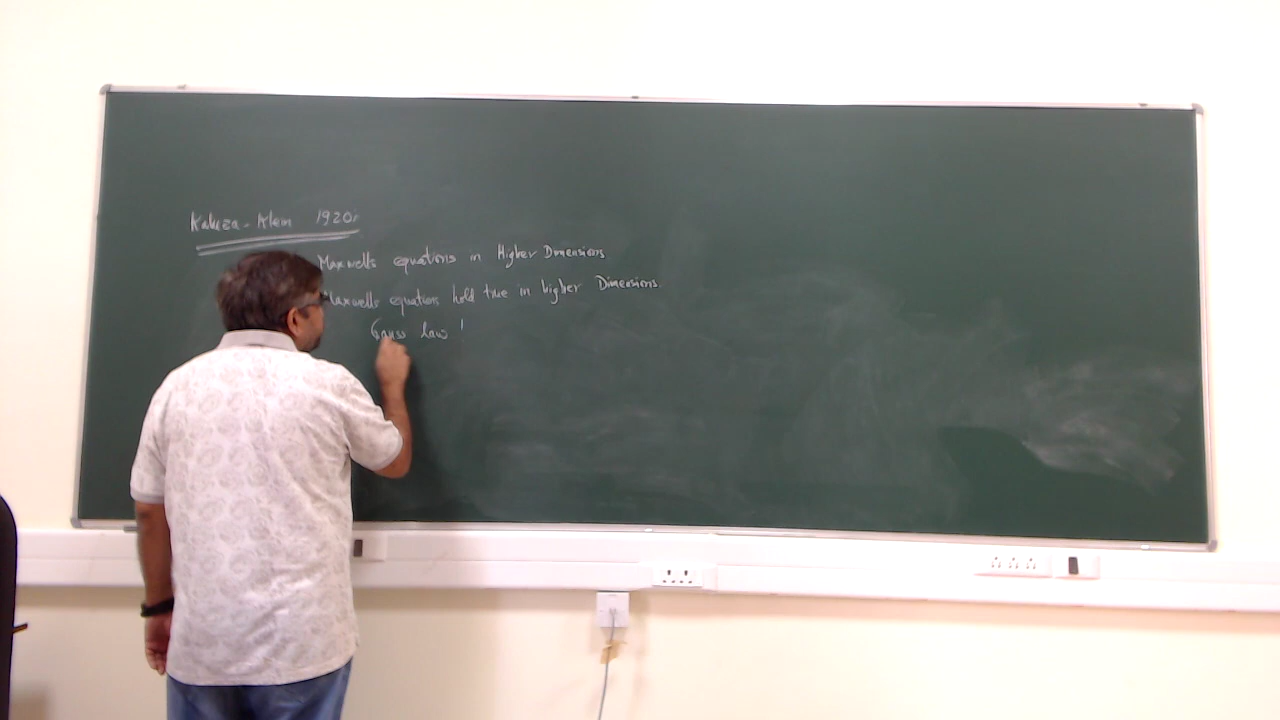 Kaluza - Klein 1920s
Maxwells equations in Higher Dimensions
Maxwells equations hold true in higher Dimensions.
Gauss law!